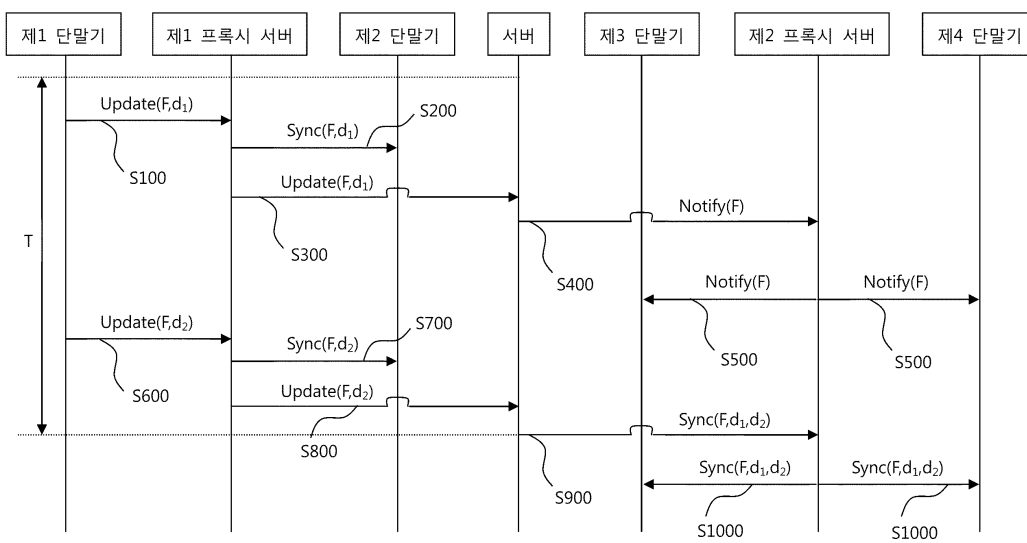 제1 단말기
제1 프록시 서버
제2 단말기
서버
제3 단말기
제2 프록시 서버
제4 단말기
Update(F,d₁)
S200
Sync(F,d₁)
S100
Update(F,d₁)
Notify(F)
T
S300
S400
Notify(F)
Notify(F)
Update(F,d₂)
S700
Sync(F,d₂)
S500
S500
S600
Update(F,d₂)
Sync(F,d₁,d₂)
S800
Sync(F,d₁,d₂)
Sync(F,d₁,d₂)
S900
S1000
S1000